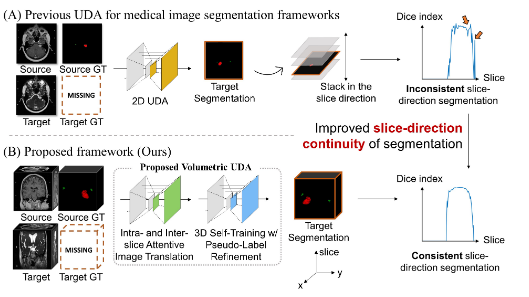 (A) Previous UDA for medical image segmentation frameworks
Source
Source GT
MISSING
Target
Target GT
2D UDA
Target
Segmentation
Stack in the
slice direction
Dice index
Slice
Inconsistent slice-
direction segmentation
Improved slice-direction
continuity of segmentation
(B) Proposed framework (Ours)
Source
Source GT
MISSING
Target
Target GT
Proposed Volumetric UDA
Intra- and Inter-
slice Attentive
Image Translation
3D Self-Training w/
Pseudo-Label
Refinement
Target
Segmentation
slice
y
x
Dice index
Slice
Consistent slice-
direction segmentation